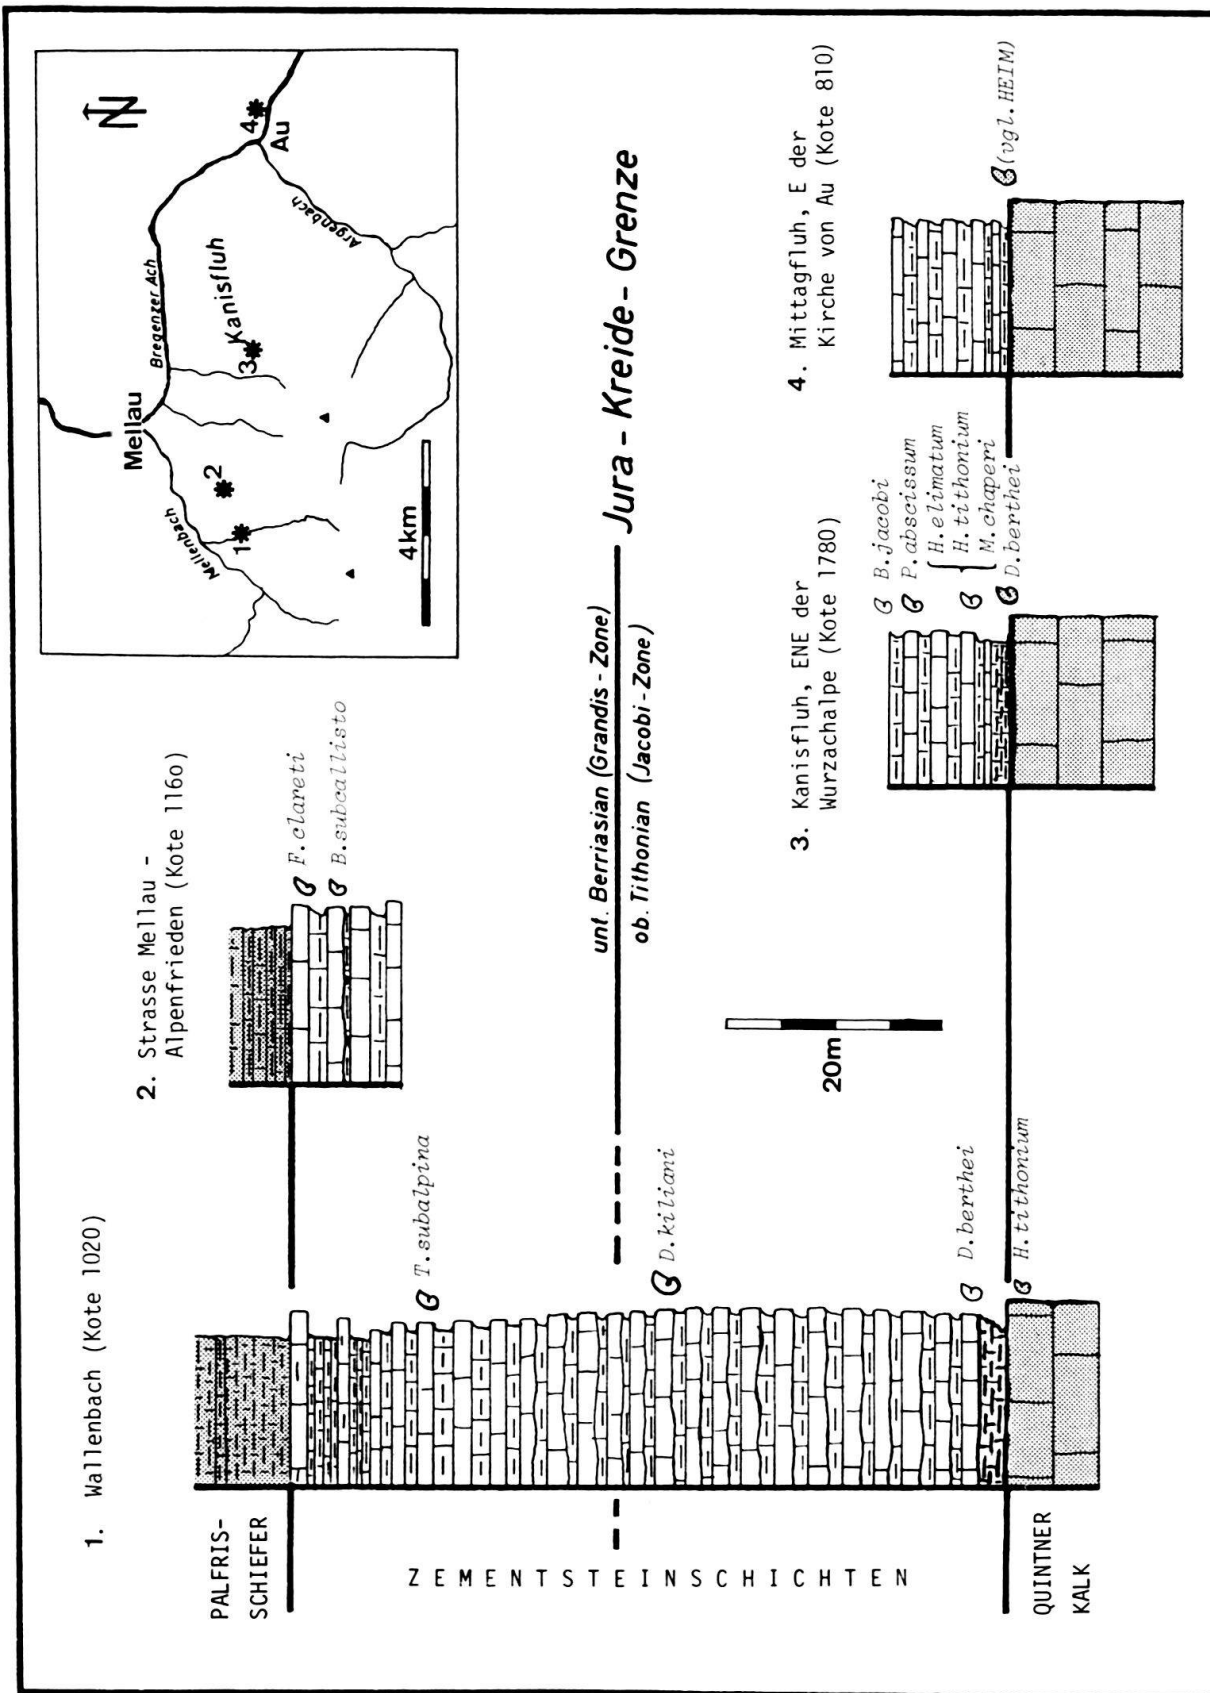 1. Wallenbach (Kote 1020)
PALFRIS-
SCHIEFER
ZEMENTSTEINSCHICHTEN
QUINTNER
KALK
T.subalpina
D.kiliani
D.berthei
H.tithonium
2. Strasse Mellau -
Alpenfrieden (Kote 1160)
F.clareti
B.subcallisto
unt. Berriasian (Grandis-Zone)
ob. Tithonian (Jacobi-Zone)
Jura-Kreide-Grenze
20m
3. Kanisfluh, ENE der
Wurzachalpe (Kote 1780)
B.jacobi
P.abscissum
H.elimatum
H.tithonium
M.chaperi
D.berthei
4. Mittagfluh, E der
Kirche von Au (Kote 810)
(vgl.HEIM)
N
Mellau
Bregenzer Ach
Mellenbach
1
2
3
Kanisfluh
4
Au
Argenbach
4km